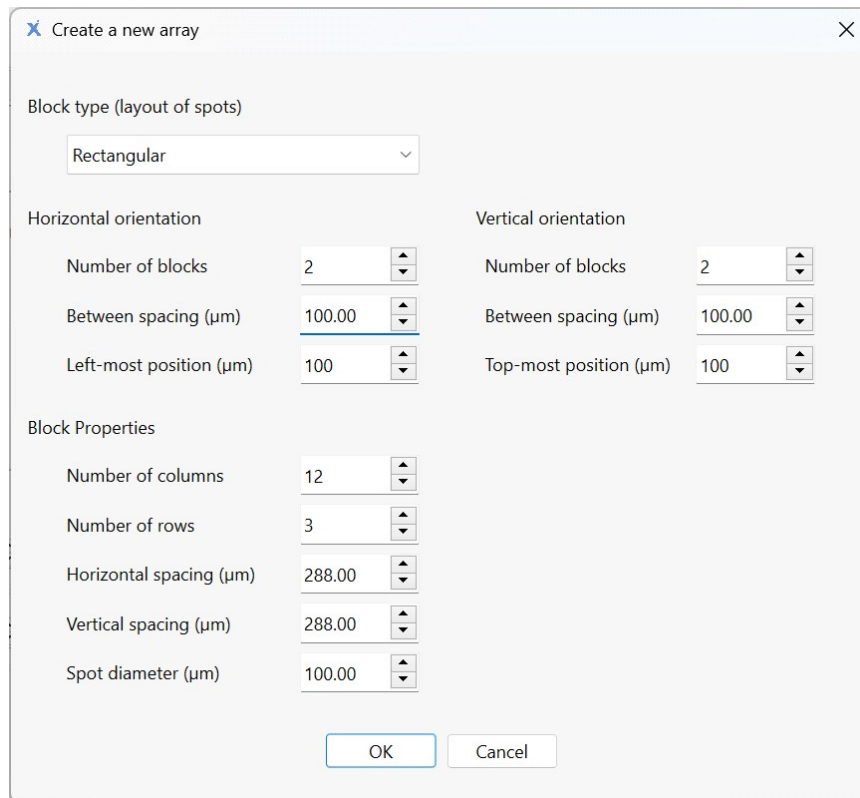 Create a new array
Block type (layout of spots)
Rectangular
Horizontal orientation
Number of blocks 2
Between spacing (µm) 100.00
Left-most position (µm) 100
Vertical orientation
Number of blocks 2
Between spacing (µm) 100.00
Top-most position (µm) 100
Block Properties
Number of columns 12
Number of rows 3
Horizontal spacing (µm) 288.00
Vertical spacing (µm) 288.00
Spot diameter (µm) 100.00
OK Cancel